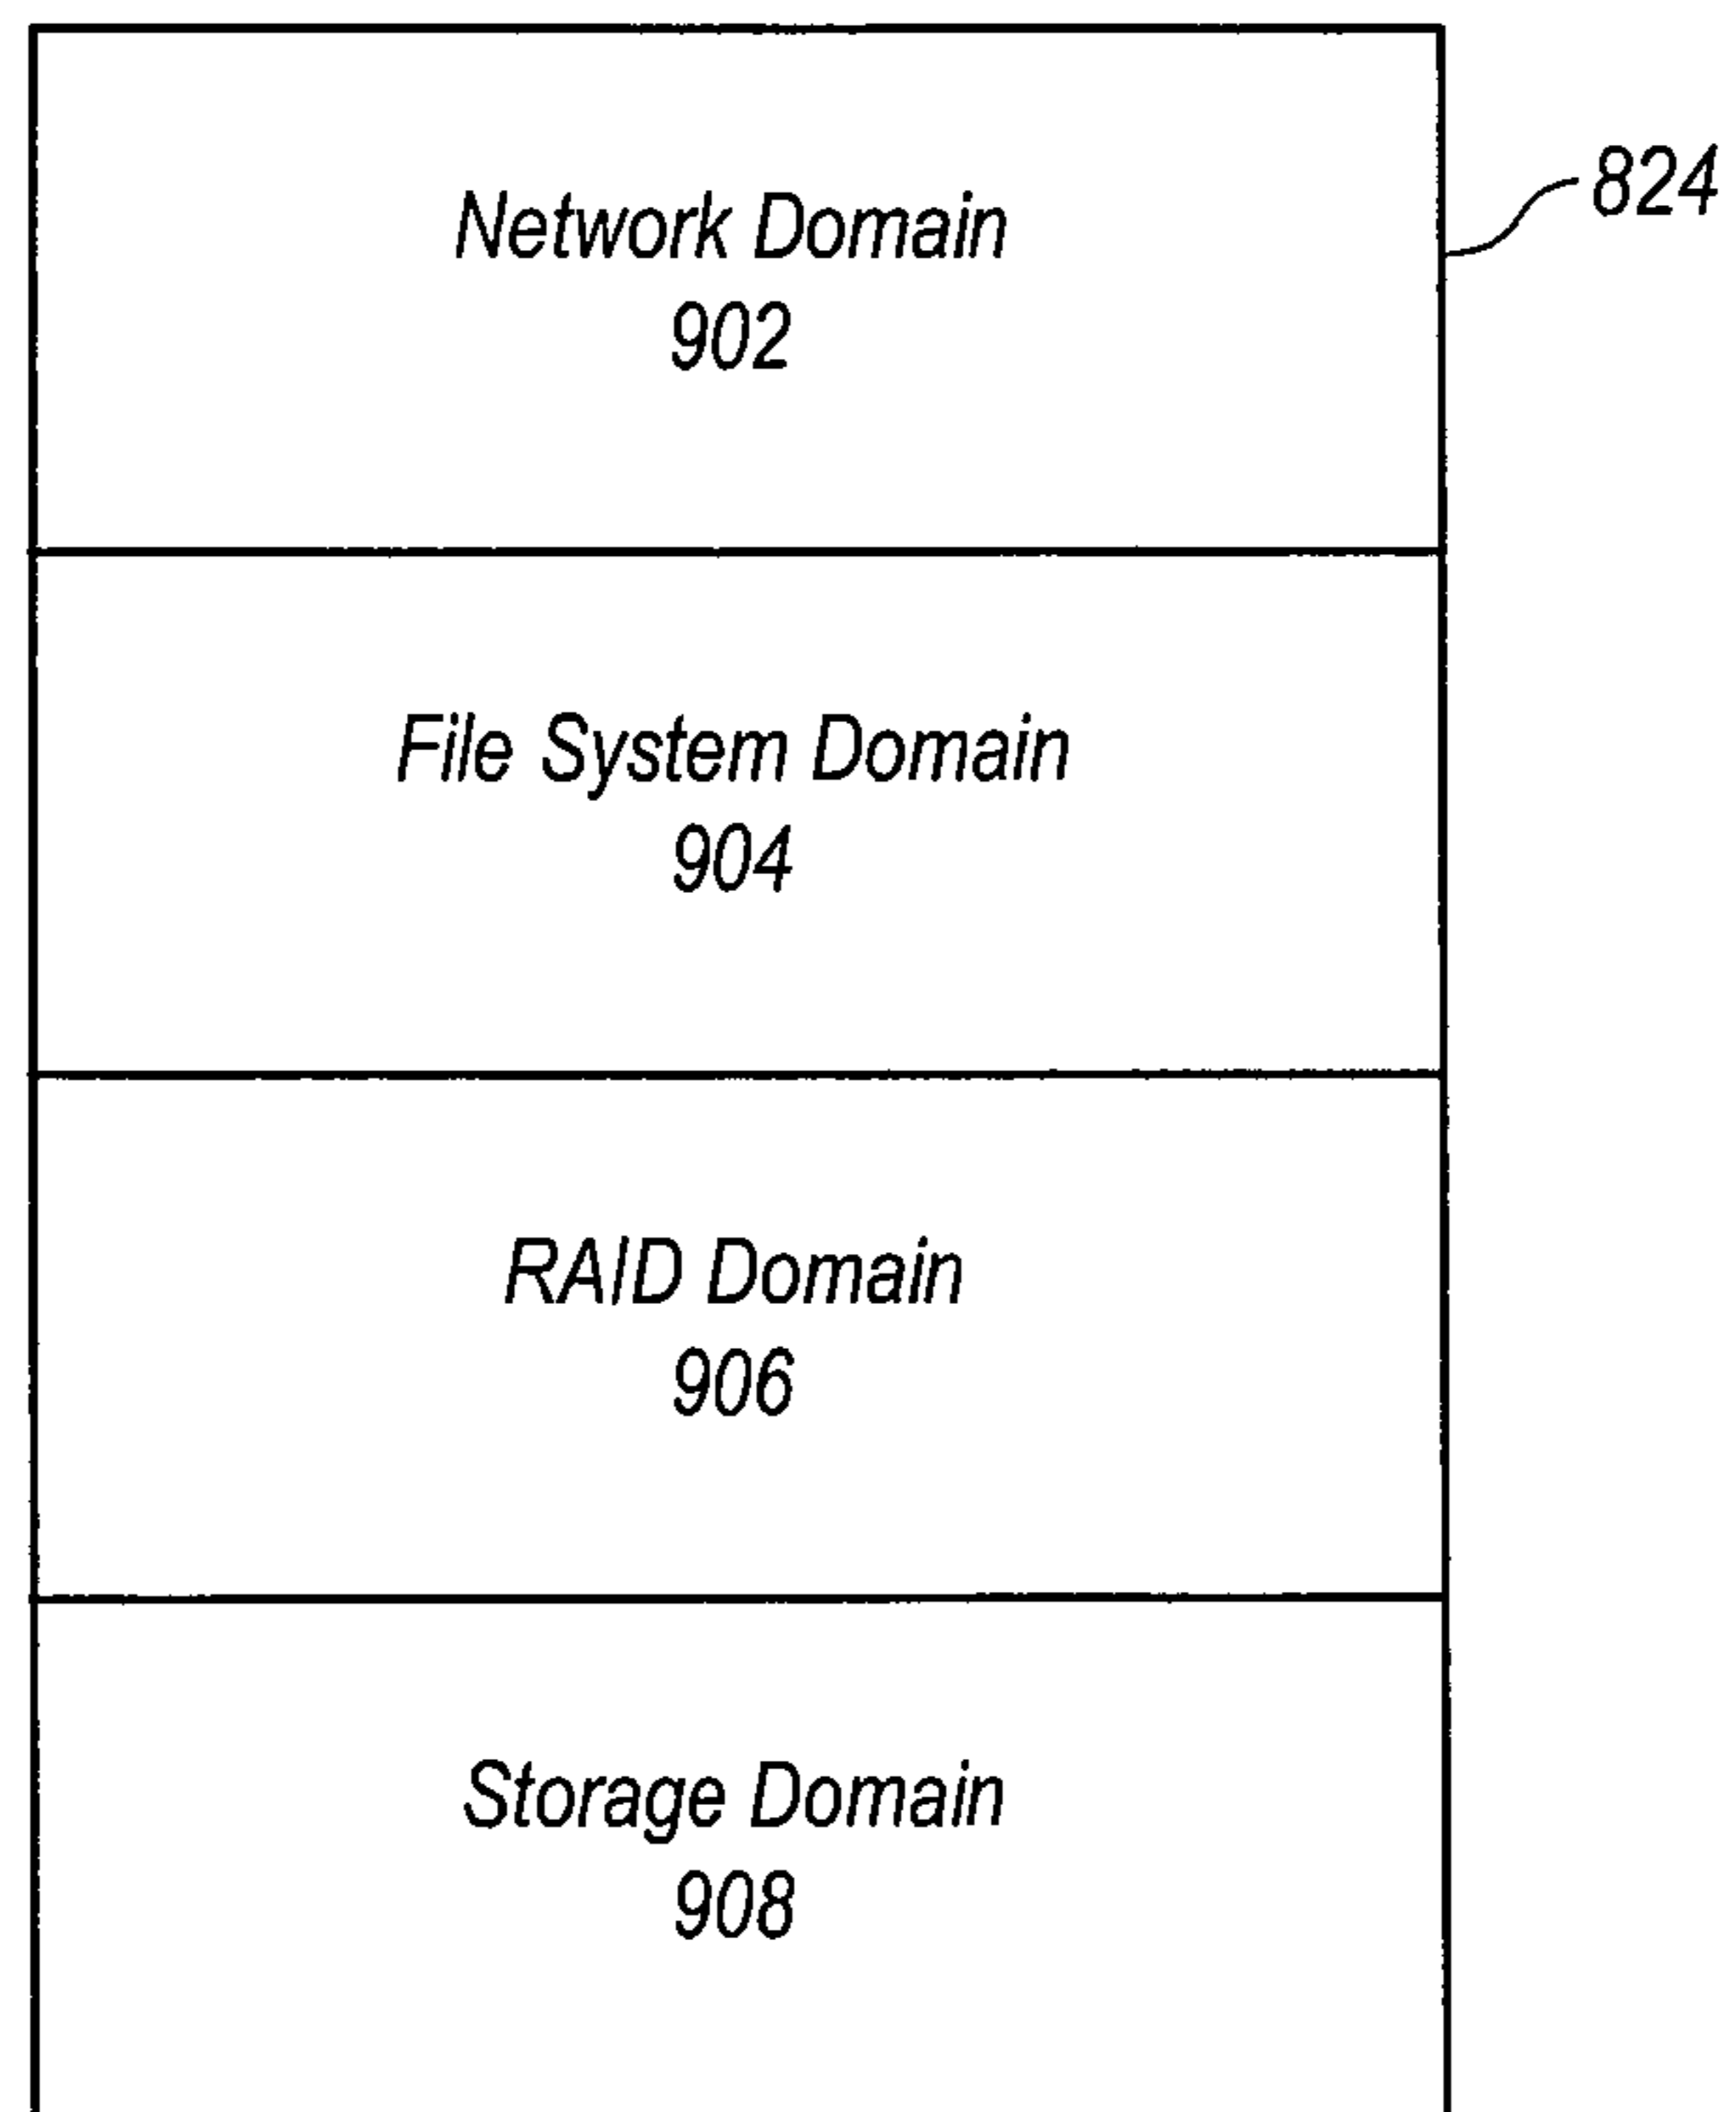 824
Network Domain
902
File System Domain
904
RAID Domain
906
Storage Domain
908